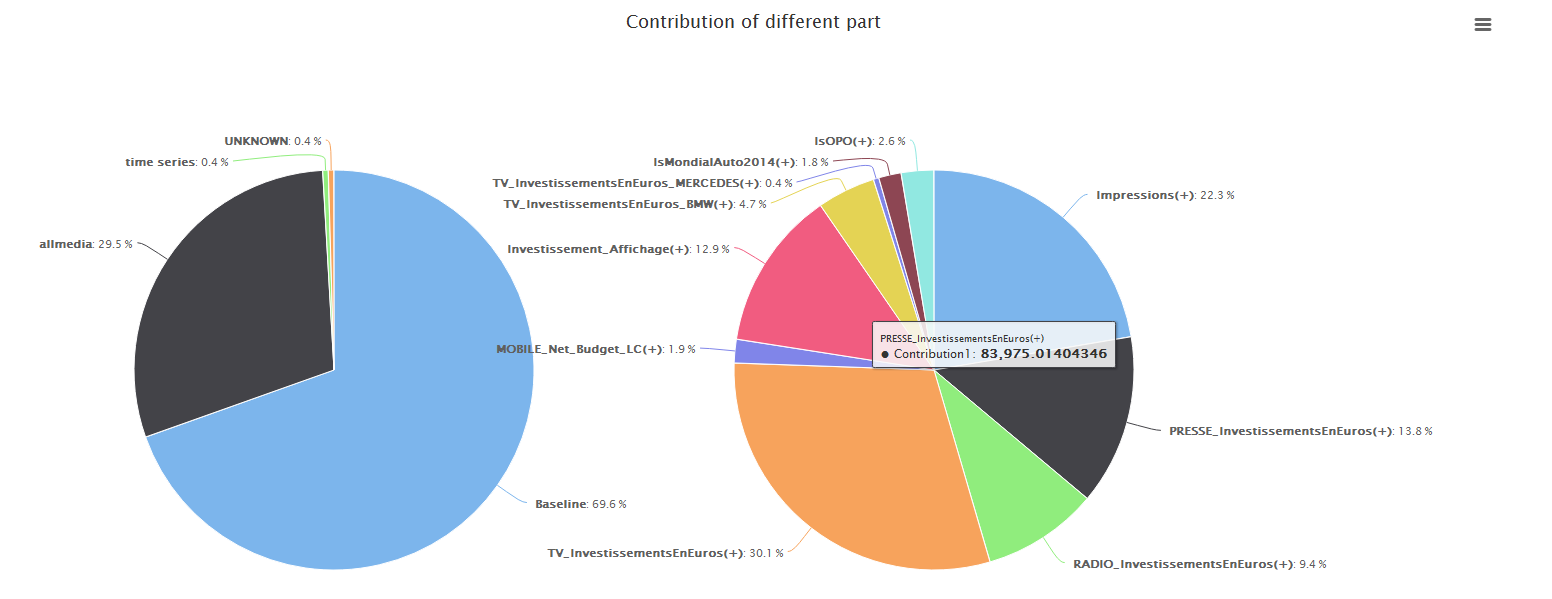 Contribution of different part
UNKNOWN: 0.4 %
time series: 0.4 %
allmedia: 29.5 %
Baseline: 69.6 %
IsOPO(+): 2.6 %
IsMondialAuto2014(+): 1.8 %
TV_InvestissementsEnEuros_MERCEDES(+): 0.4 %
TV_InvestissementsEnEuros_BMW(+): 4.7 %
Investissement_Affichage(+): 12.9 %
MOBILE_Net_Budget_LC(+): 1.9 %
TV_InvestissementsEnEuros(+): 30.1 %
Impressions(+): 22.3 %
PRESSE_InvestissementsEnEuros(+)
● Contribution1: 83,975.01404346
PRESSE_InvestissementsEnEuros(+): 13.8 %
RADIO_InvestissementsEnEuros(+): 9.4 %